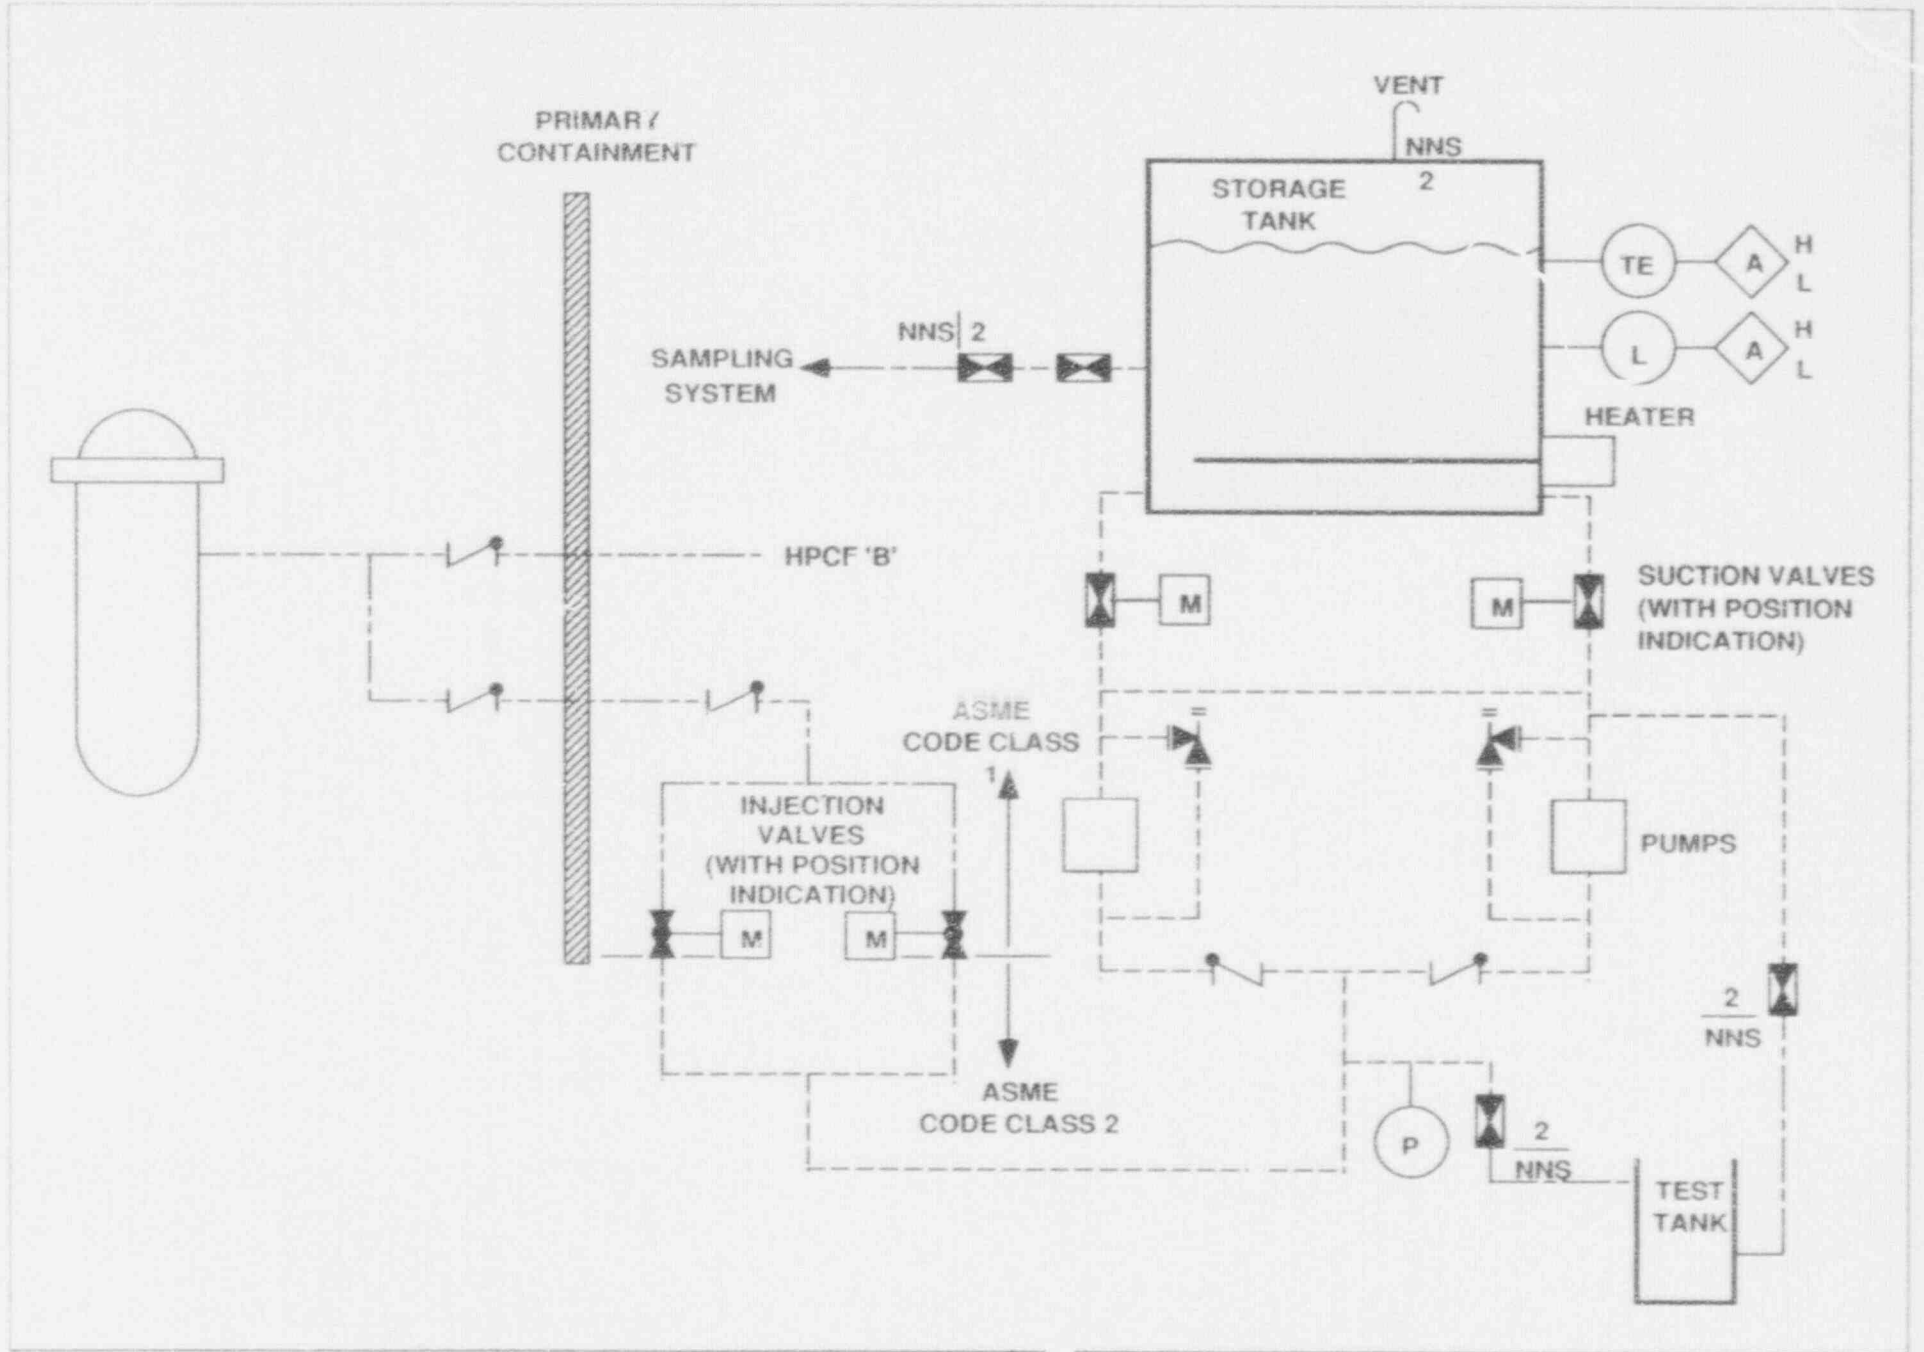 VENT
NNS
2
PRIMARY
CONTAINMENT
STORAGE
TANK
TE
A
H
L
NNS 2
SAMPLING
SYSTEM
L
A
H
L
HEATER
HPCF 'B'
M
M
SUCTION VALVES
(WITH POSITION
INDICATION)
ASME
CODE CLASS
1
INJECTION
VALVES
(WITH POSITION
INDICATION)
M
M
PUMPS
2
NNS
ASME
CODE CLASS 2
P
2
NNS
TEST
TANK